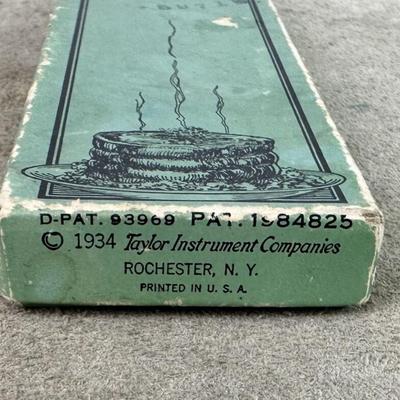 D-PAT. 93969 PAT. 1984825
© 1934 Taylor Instrument Companies
ROCHESTER, N. Y.
PRINTED IN U. S. A.